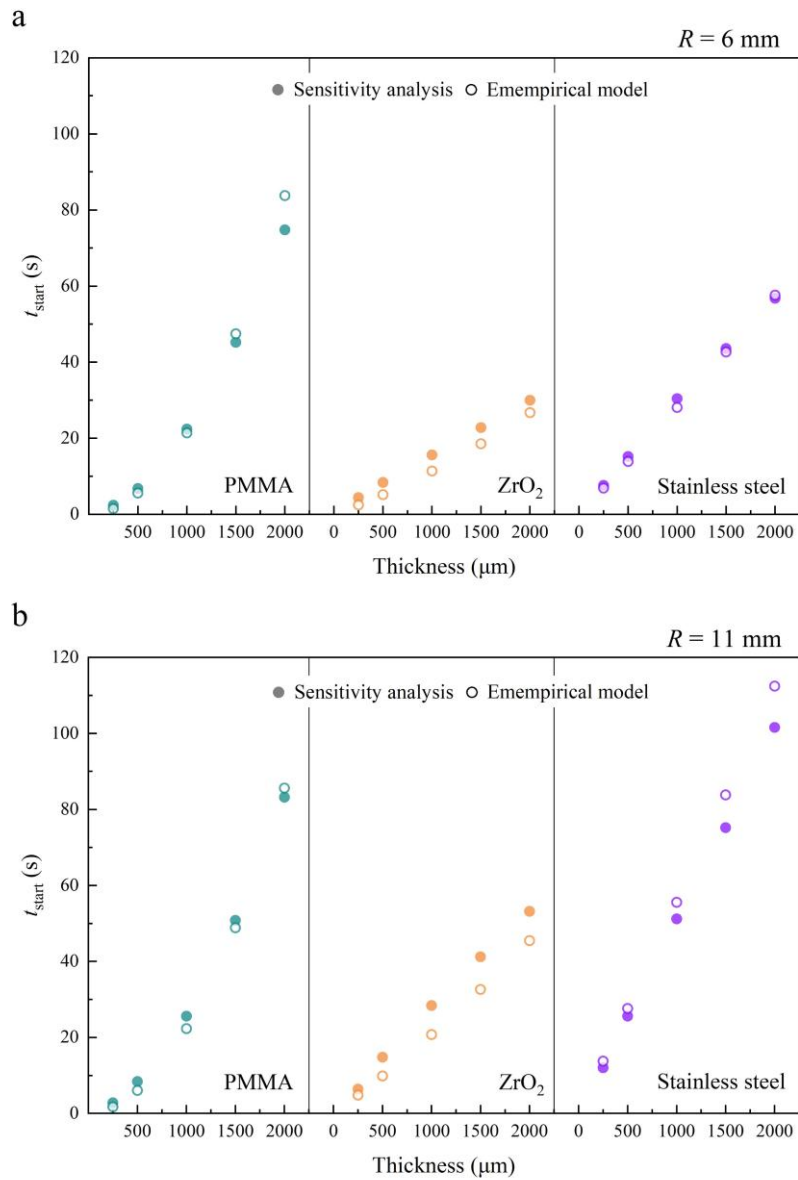 a
R = 6 mm
120
Sensitivity analysis Emempirical model
100
80
60
40
20
0
t_start (s)
PMMA ZrO₂ Stainless steel
500 1000 1500 2000 0 500 1000 1500 2000 0 500 1000 1500 2000
Thickness (μm)
b
R = 11 mm
120
Sensitivity analysis Emempirical model
100
80
60
40
20
0
t_start (s)
PMMA ZrO₂ Stainless steel
500 1000 1500 2000 0 500 1000 1500 2000 0 500 1000 1500 2000
Thickness (μm)